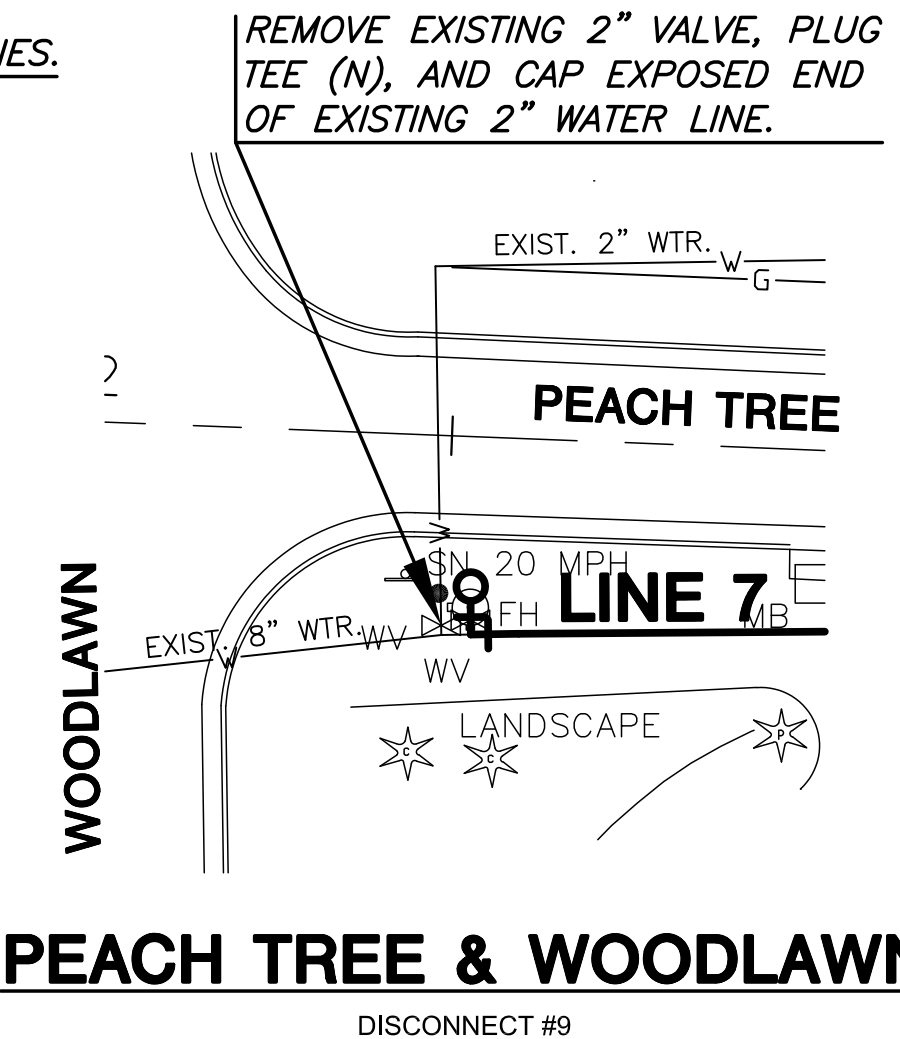 IES.
REMOVE EXISTING 2” VALVE, PLUG
TEE (N), AND CAP EXPOSED END
OF EXISTING 2” WATER LINE.
EXIST. 2” WTR.
W
G
2
PEACH TREE
W
SN 20 MPH
LINE 7
FH
MB
EXIST. 8” WTR.
W
WV
WV
WOODLAWN
LANDSCAPE
C
C
P
PEACH TREE & WOODLAWN
DISCONNECT #9